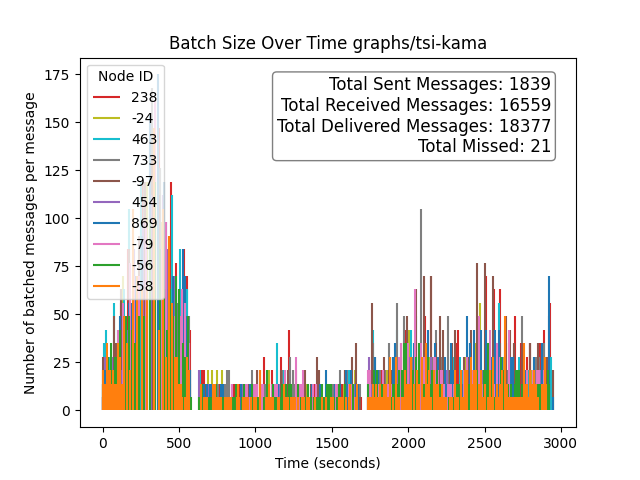 Batch Size Over Time graphs/tsi-kama
Number of batched messages per message
175
150
125
100
75
50
25
0
Node ID
238
-24
463
733
-97
454
869
-79
-56
-58
Total Sent Messages: 1839
Total Received Messages: 16559
Total Delivered Messages: 18377
Total Missed: 21
0 500 1000 1500 2000 2500 3000
Time (seconds)